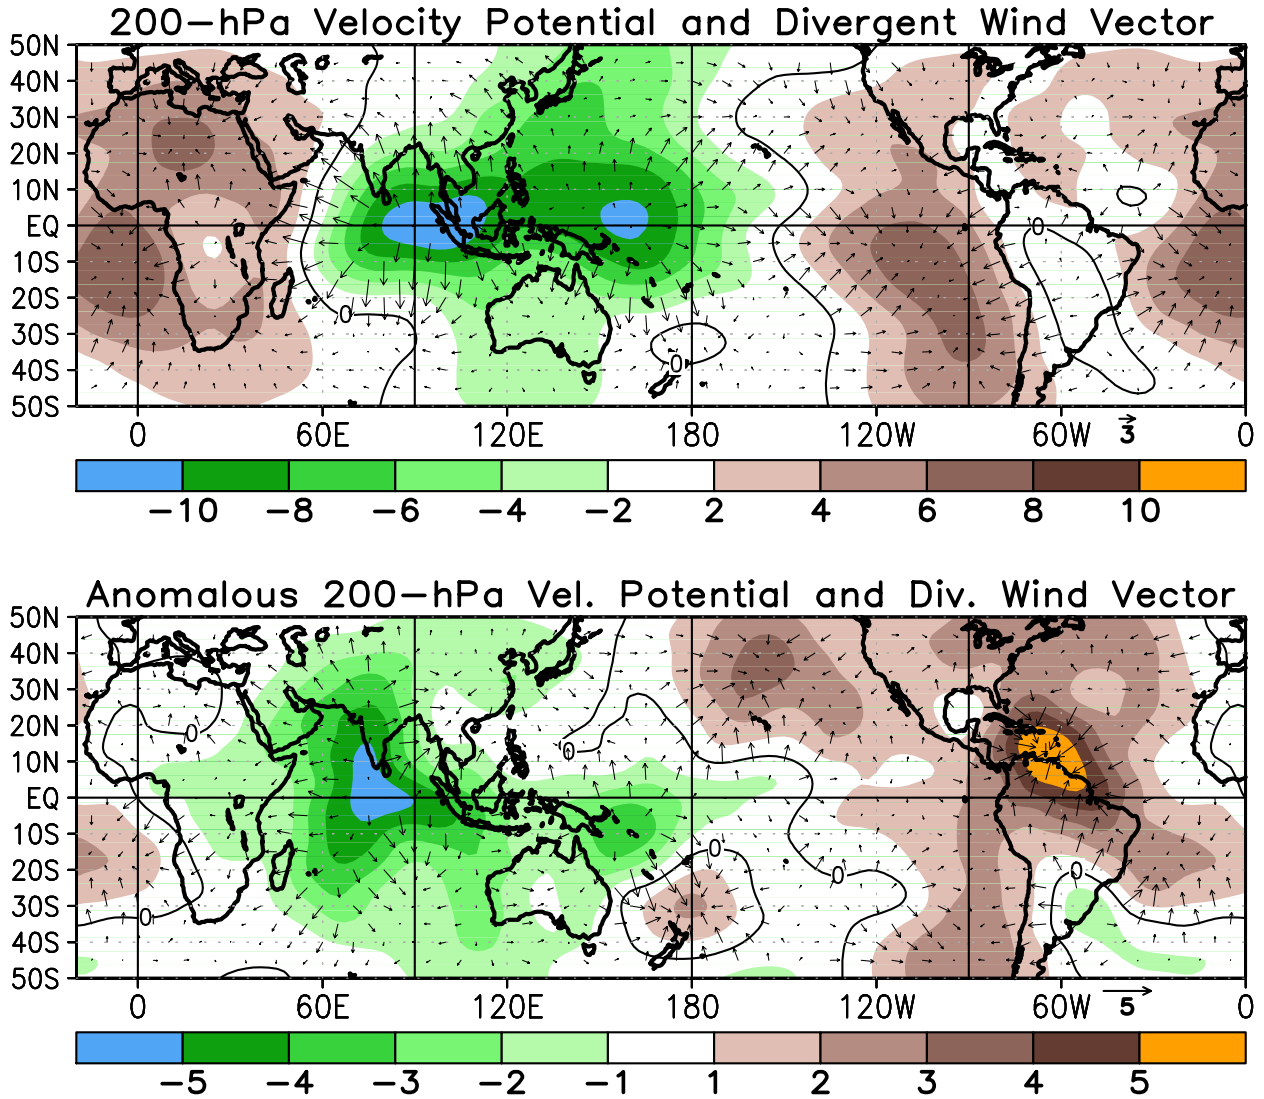 200-hPa Velocity Potential and Divergent Wind Vector
50N
40N
30N
20N
10N
EQ
10S
20S
30S
40S
50S
0
0
0
0 60E 120E 180 120W 60W 0
3
-10 -8 -6 -4 -2 2 4 6 8 10
Anomalous 200-hPa Vel. Potential and Div. Wind Vector
50N
40N
30N
20N
10N
EQ
10S
20S
30S
40S
50S
0
0
0
0
0
0
0 60E 120E 180 120W 60W 0
5
-5 -4 -3 -2 -1 1 2 3 4 5